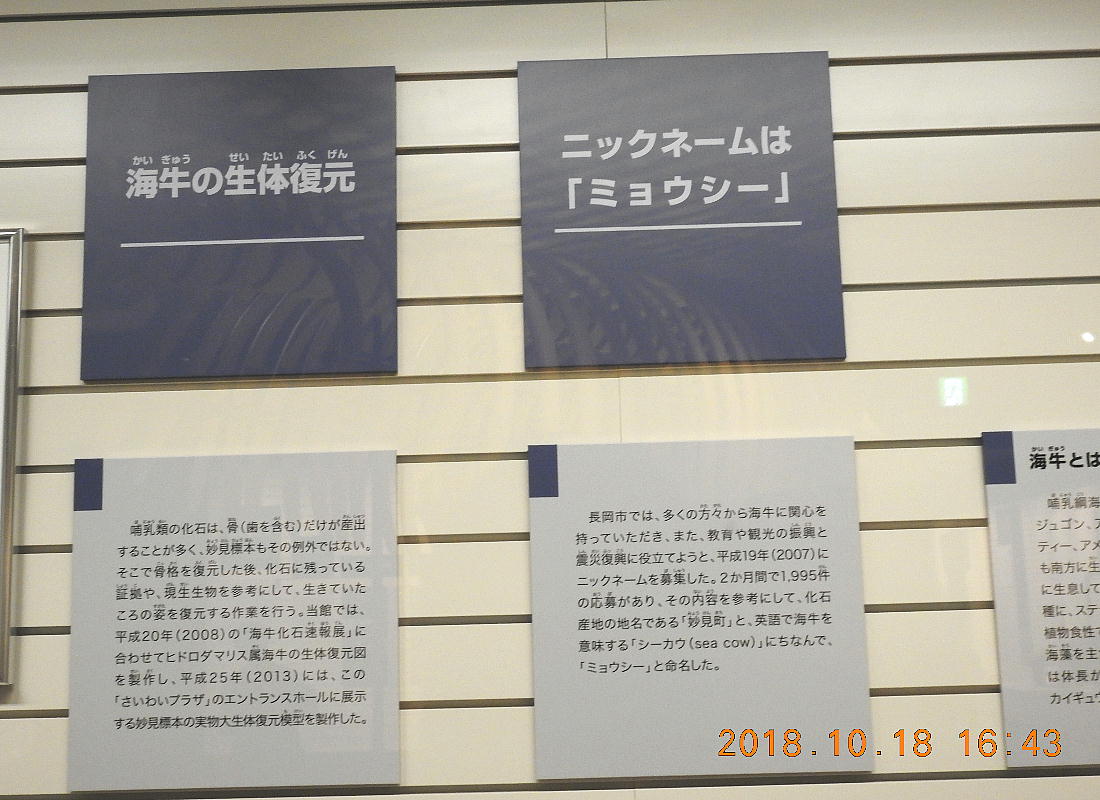 海牛の生体復元
かい ぎゅう せい たい ふく げん
ニックネームは
「ミョウシー」
哺乳類の化石は、骨(歯を含む)だけが産出
することが多く、妙見標本もその例外ではない。
そこで骨格を復元した後、化石に残っている
証拠や、現生生物を参考にして、生きていた
ころの姿を復元する作業を行う。当館では、
平成20年(2008)の「海牛化石速報展」に
合わせてヒドロダマリス属海牛の生体復元図
を製作し、平成25年(2013)には、この
「さいわいプラザ」のエントランスホールに展示
する妙見標本の実物大生体復元模型を製作した。
長岡市では、多くの方々から海牛に関心を
持っていただき、また、教育や観光の振興と
震災復興に役立てようと、平成19年(2007)に
ニックネームを募集した。2か月間で1,995件
の応募があり、その内容を参考にして、化石
産地の地名である「妙見町」と、英語で海牛を
意味する「シーカウ(sea cow)」にちなんで、
「ミョウシー」と命名した。
かい ぎゅう
海牛とは
哺乳綱海
ジュゴン、
ティー、アメ
も南方に生
に生息して
種に、ステ
植物食性で
海藻を主
は体長が
カイギュウ
2018.10.18 16:43